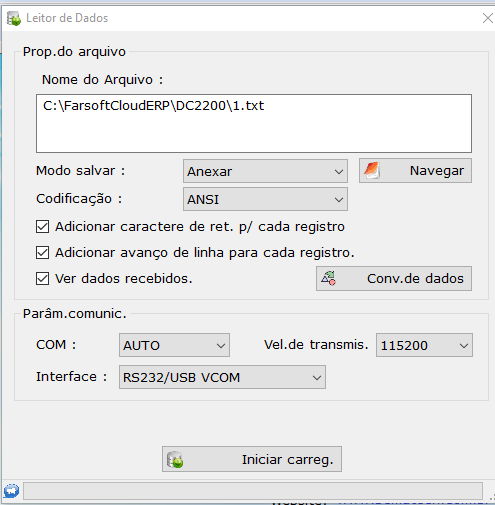 Leitor de Dados
Prop.do arquivo
Nome do Arquivo :
C:\FarsoftCloudERP\DC2200\1.txt
Modo salvar : Anexar Navegar
Codificação : ANSI
Adicionar caractere de ret. p/ cada registro
Adicionar avanço de linha para cada registro.
Ver dados recebidos. Conv.de dados
Parâm.comunic.
COM : AUTO Vel.de transmis. 115200
Interface : RS232/USB VCOM
Iniciar carreg.